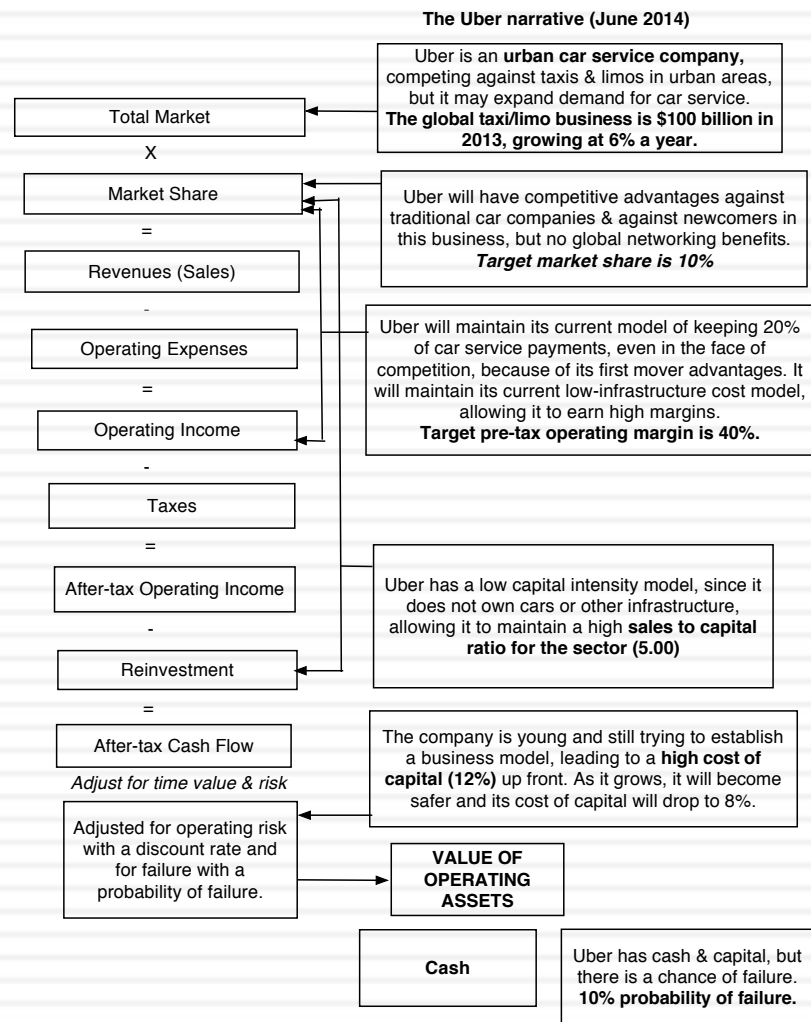 The Uber narrative (June 2014)
Uber is an urban car service company,
competing against taxis & limos in urban areas,
but it may expand demand for car service.
The global taxi/limo business is $100 billion in
2013, growing at 6% a year.
Total Market
X
Market Share
Uber will have competitive advantages against
traditional car companies & against newcomers in
this business, but no global networking benefits.
Target market share is 10%
=
Revenues (Sales)
-
Operating Expenses
Uber will maintain its current model of keeping 20%
of car service payments, even in the face of
competition, because of its first mover advantages. It
will maintain its current low-infrastructure cost model,
allowing it to earn high margins.
Target pre-tax operating margin is 40%.
=
Operating Income
-
Taxes
=
After-tax Operating Income
Uber has a low capital intensity model, since it
does not own cars or other infrastructure,
allowing it to maintain a high sales to capital
ratio for the sector (5.00)
-
Reinvestment
=
After-tax Cash Flow
The company is young and still trying to establish
a business model, leading to a high cost of
capital (12%) up front. As it grows, it will become
safer and its cost of capital will drop to 8%.
Adjust for time value & risk
Adjusted for operating risk
with a discount rate and
for failure with a
probability of failure.
VALUE OF
OPERATING
ASSETS
Cash
Uber has cash & capital, but
there is a chance of failure.
10% probability of failure.